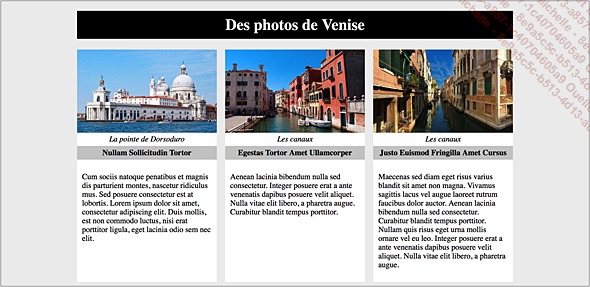 Des photos de Venise
La pointe de Dorsoduro
Nullam Sollicitudin Tortor
Cum sociis natoque penatibus et magnis
dis parturient montes, nascetur ridiculus
mus. Sed posuere consectetur est at
lobortis. Lorem ipsum dolor sit amet,
consectetur adipiscing elit. Duis mollis,
est non commodo luctus, nisi erat
porttitor ligula, eget lacinia odio sem nec
elit.
Les canaux
Egestas Tortor Amet Ullamcorper
Aenean lacinia bibendum nulla sed
consectetur. Integer posuere erat a ante
venenatis dapibus posuere velit aliquet.
Nulla vitae elit libero, a pharetra augue.
Curabitur blandit tempus porttitor.
Les canaux
Justo Euismod Fringilla Amet Cursus
Maecenas sed diam eget risus varius
blandit sit amet non magna. Vivamus
sagittis lacus vel augue laoreet rutrum
faucibus dolor auctor. Aenean lacinia
bibendum nulla sed consectetur.
Curabitur blandit tempus porttitor.
Nullam quis risus eget urna mollis
ornare vel eu leo. Integer posuere erat a
ante venenatis dapibus posuere velit
aliquet. Nulla vitae elit libero, a pharetra
augue.